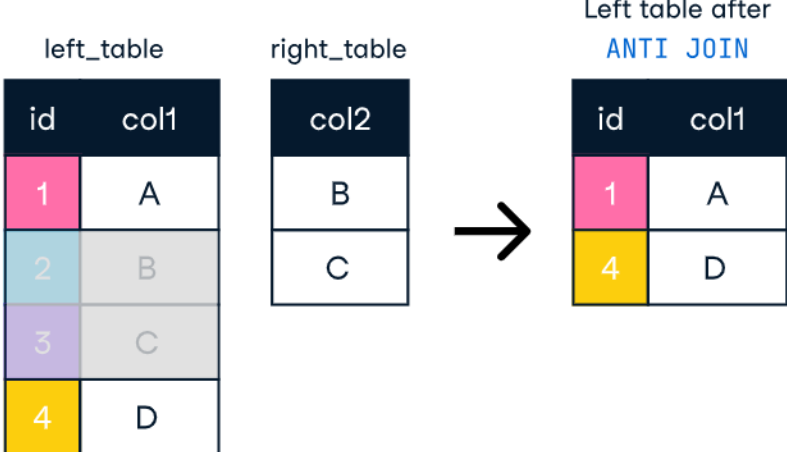 Left table after
left_table right_table ANTI JOIN
id col1 col2 id col1
1 A B 1 A
2 B C 4 D
3 C
4 D